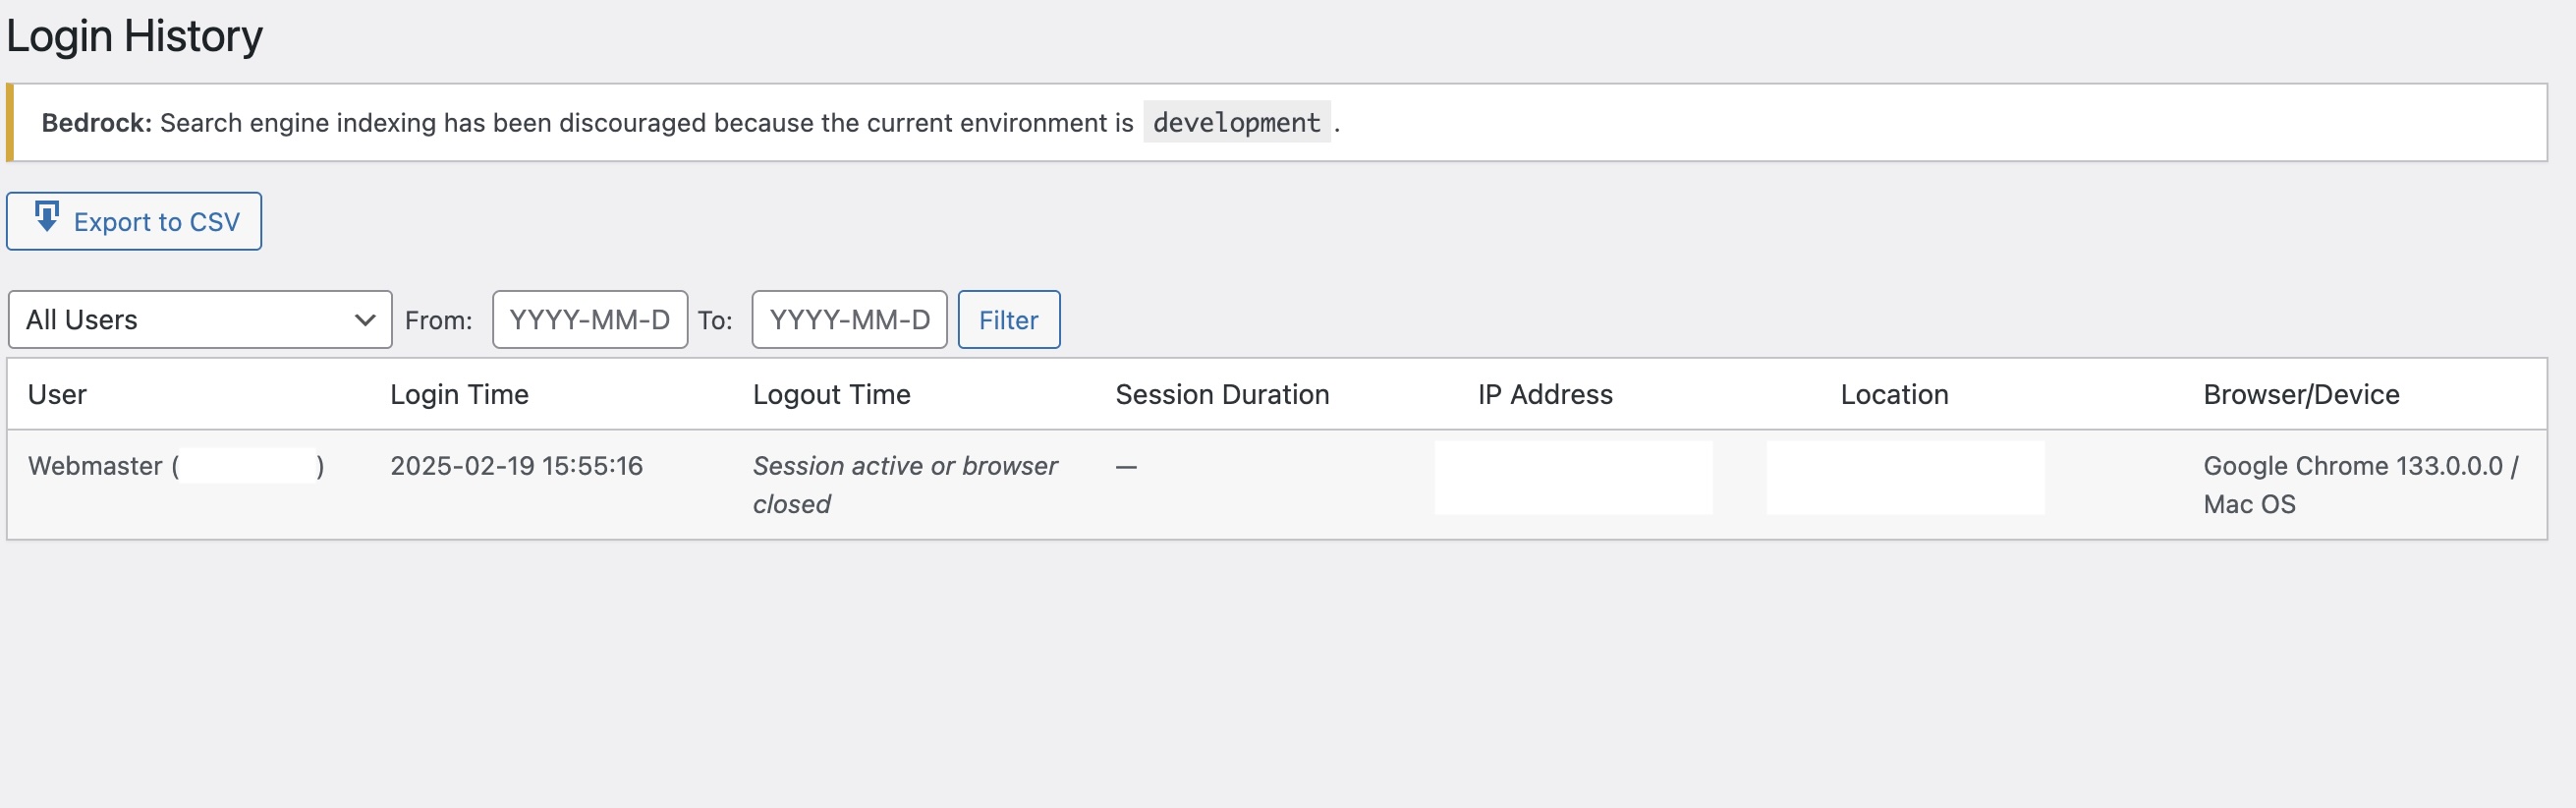 Login History
Bedrock: Search engine indexing has been discouraged because the current environment is development .
Export to CSV
All Users From: YYYY-MM-D To: YYYY-MM-D Filter
User Login Time Logout Time Session Duration IP Address Location Browser/Device
Webmaster ( ) 2025-02-19 15:55:16 Session active or browser — Google Chrome 133.0.0.0 /
closed Mac OS